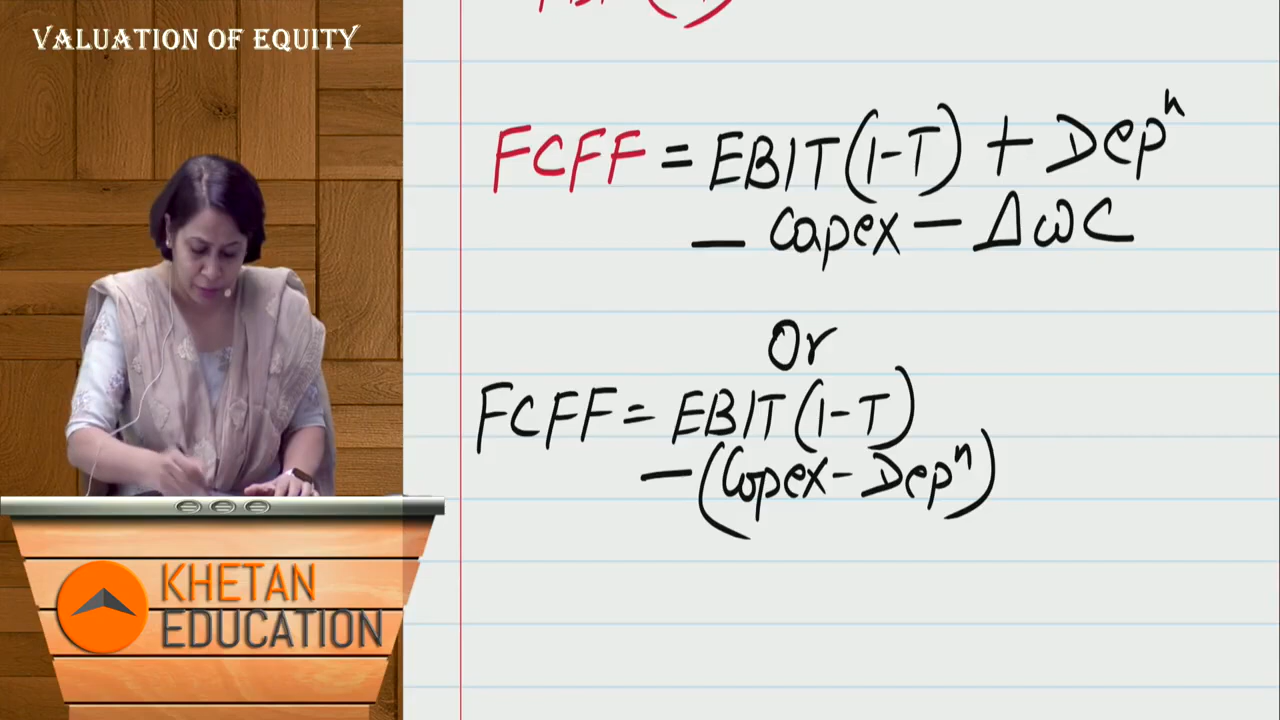 VALUATION OF EQUITY
FCFF = EBIT(1-T) + Depⁿ
- Capex - ΔWC
Or
FCFF = EBIT(1-T)
- (Capex - Depⁿ)
KHETAN
EDUCATION